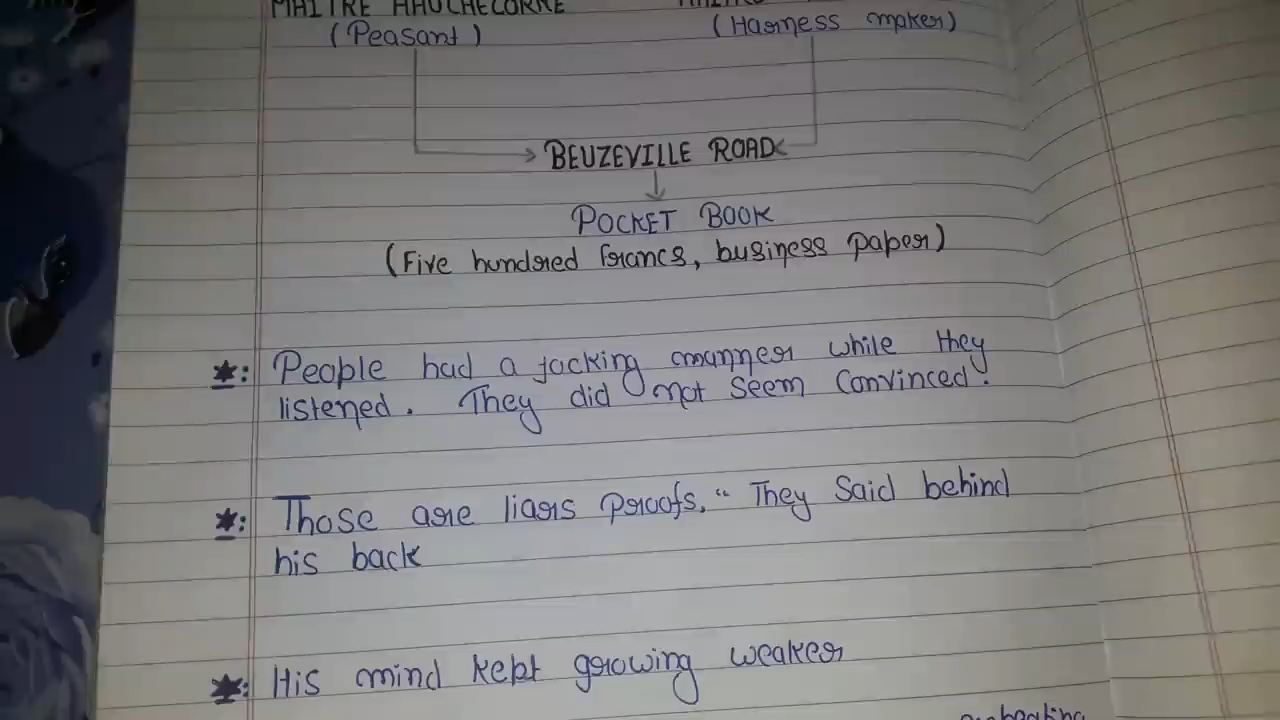 MAITRE HAUCHECORNE
(Peasant) (Harness maker)
BEUZEVILLE ROAD
POCKET BOOK
(Five hundred francs, business paper)
*: People had a jocking manner while they
listened. They did not seem convinced.
*: Those are liars proofs." They said behind
his back
*: His mind kept growing weaker